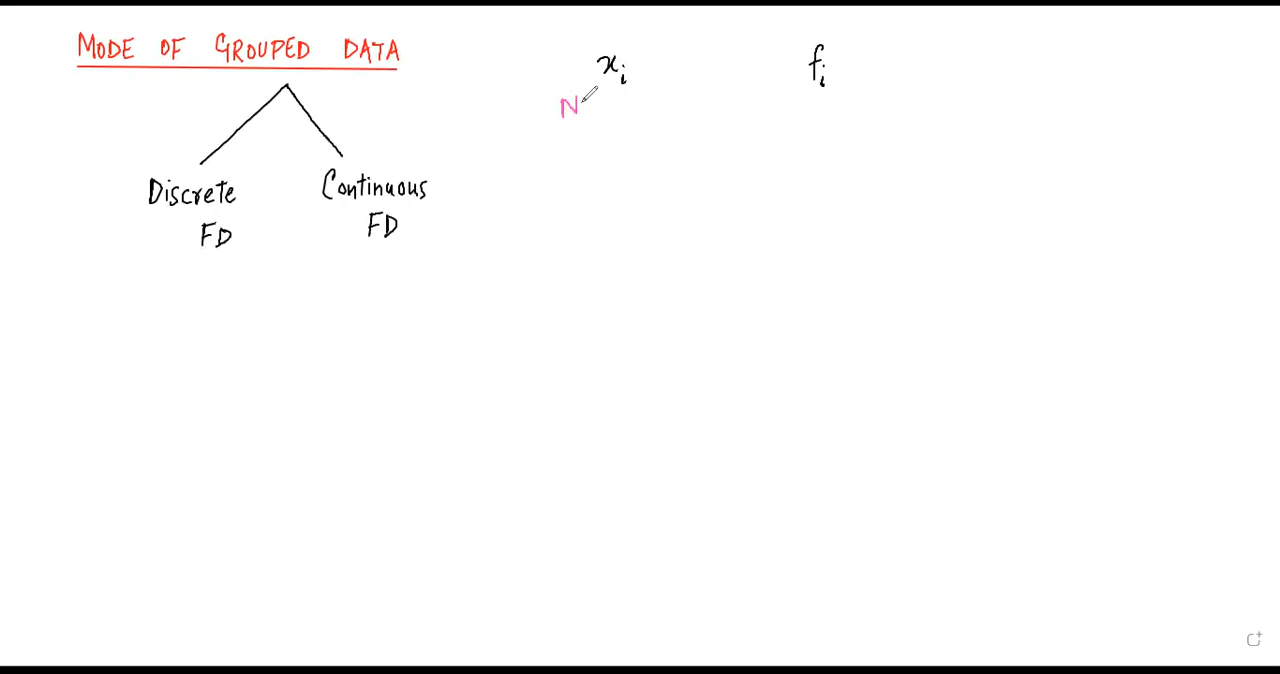 MODE OF GROUPED DATA
x_i f_i
N
Discrete Continuous
FD FD